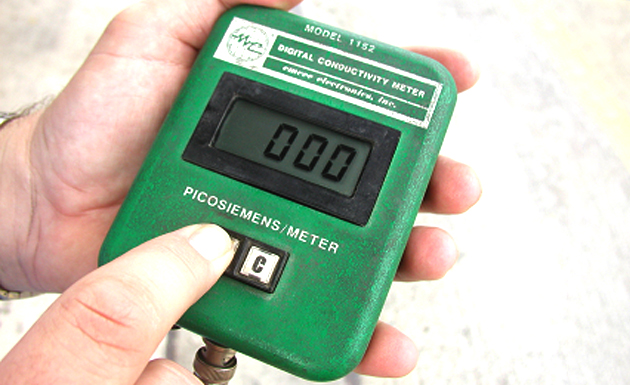 MODEL 1152
DIGITAL CONDUCTIVITY METER
emcee electronics, inc.
000
PICOSIEMENS/METER
C